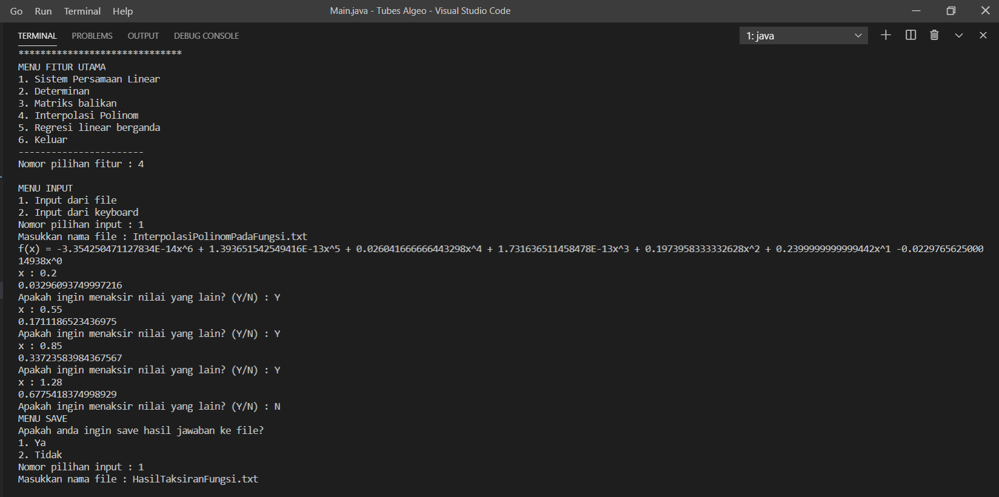 Go Run Terminal Help Main.java - Tubes Algeo - Visual Studio Code
TERMINAL PROBLEMS OUTPUT DEBUG CONSOLE 1: java
******************************
MENU FITUR UTAMA
1. Sistem Persamaan Linear
2. Determinan
3. Matriks balikan
4. Interpolasi Polinom
5. Regresi linear berganda
6. Keluar
-----------------------
Nomor pilihan fitur : 4
MENU INPUT
1. Input dari file
2. Input dari keyboard
Nomor pilihan input : 1
Masukkan nama file : InterpolasiPolinomPadaFungsi.txt
f(x) = -3.354250471127834E-14x^6 + 1.393651542549416E-13x^5 + 0.026041666666443298x^4 + 1.731636511458478E-13x^3 + 0.1973958333332628x^2 + 0.2399999999999442x^1 -0.0229765625000
14938x^0
x : 0.2
0.03296093749997216
Apakah ingin menaksir nilai yang lain? (Y/N) : Y
x : 0.55
0.1711186523436975
Apakah ingin menaksir nilai yang lain? (Y/N) : Y
x : 0.85
0.33723583984367567
Apakah ingin menaksir nilai yang lain? (Y/N) : Y
x : 1.28
0.6775418374998929
Apakah ingin menaksir nilai yang lain? (Y/N) : N
MENU SAVE
Apakah anda ingin save hasil jawaban ke file?
1. Ya
2. Tidak
Nomor pilihan input : 1
Masukkan nama file : HasilTaksiranFungsi.txt